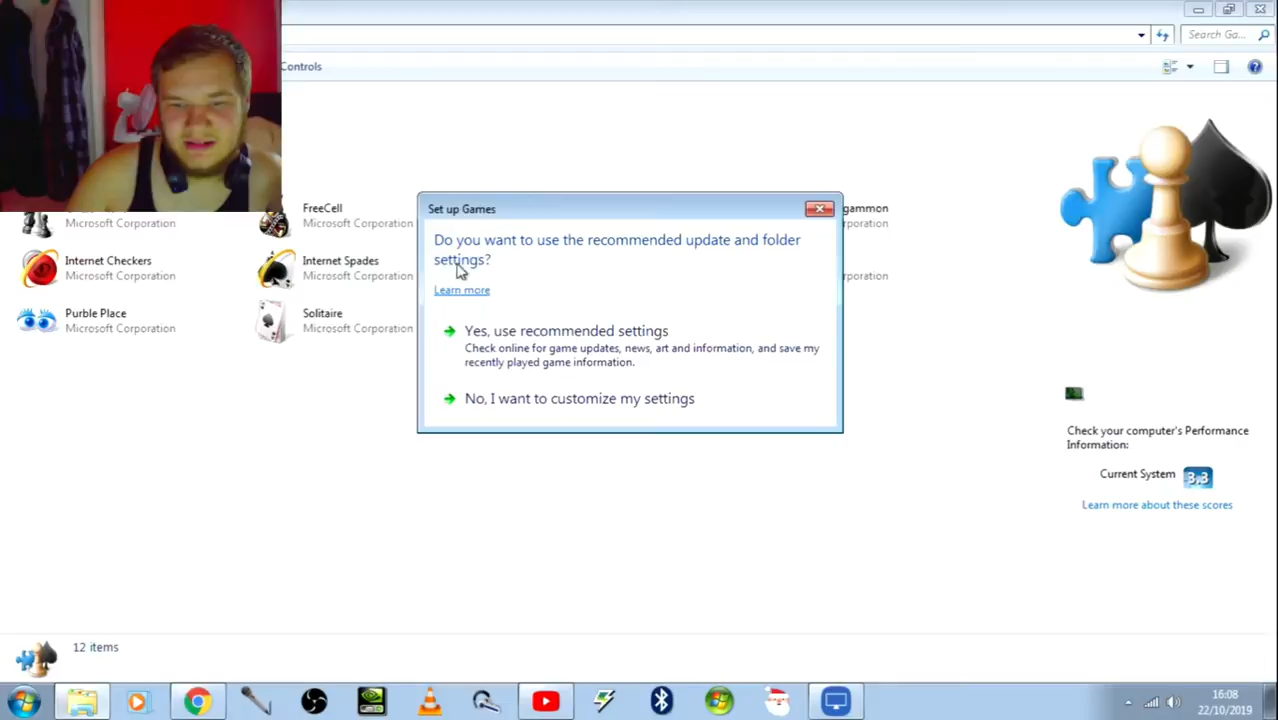 Search Ga...
Controls
FreeCell
Microsoft Corporation
Microsoft Corporation
gammon
rporation
Internet Checkers
Microsoft Corporation
Internet Spades
Microsoft Corporation
rporation
Purble Place
Microsoft Corporation
Solitaire
Microsoft Corporation
Set up Games
Do you want to use the recommended update and folder
settings?
Learn more
Yes, use recommended settings
Check online for game updates, news, art and information, and save my
recently played game information.
No, I want to customize my settings
Check your computer's Performance
Information:
Current System 3.3
Learn more about these scores
12 items
16:08
22/10/2019